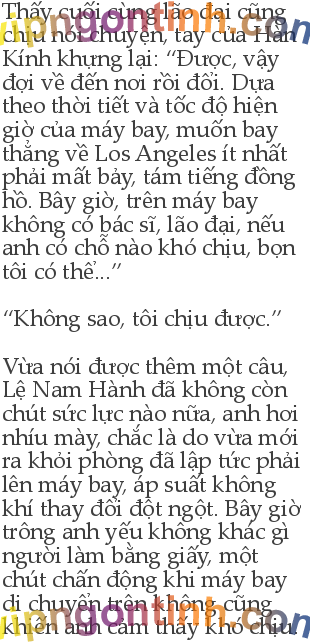 Thấy cuối cùng lão đại cũng
chịu nói chuyện, tay của Hàn
Kính khựng lại: “Được, vậy
đợi về đến nơi rồi đổi. Dựa
theo thời tiết và tốc độ hiện
giờ của máy bay, muốn bay
thẳng về Los Angeles ít nhất
phải mất bảy, tám tiếng đồng
hồ. Bây giờ, trên máy bay
không có bác sĩ, lão đại, nếu
anh có chỗ nào khó chịu, bọn
tôi có thể...”
“Không sao, tôi chịu được.”
Vừa nói được thêm một câu,
Lệ Nam Hành đã không còn
chút sức lực nào nữa, anh hơi
nhíu mày, chắc là do vừa mới
ra khỏi phòng đã lập tức phải
lên máy bay, áp suất không
khí thay đổi đột ngột. Bây giờ
trông anh yếu không khác gì
người làm bằng giấy, một
chút chấn động khi máy bay
di chuyển trên không cũng
khiến anh cảm thấy khó chịu